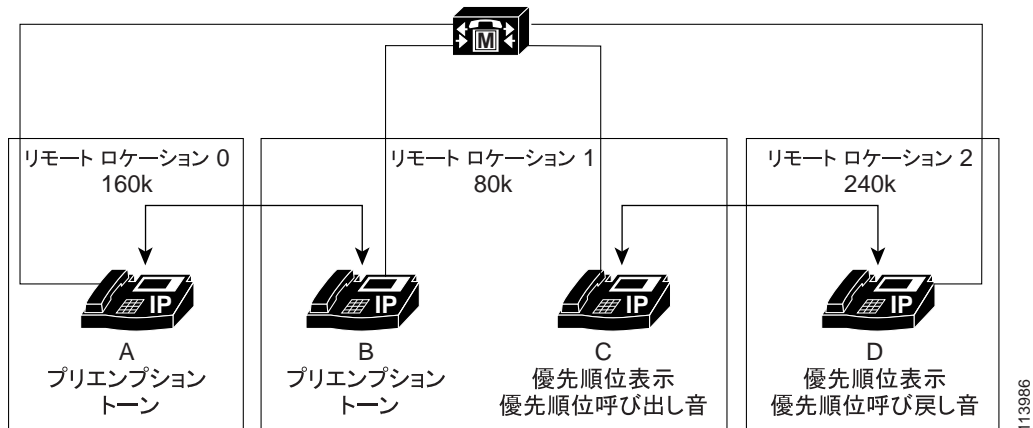 M
リモート ロケーション 0
160k
リモート ロケーション 1
80k
リモート ロケーション 2
240k
IP
IP
IP
IP
A
プリエンプション
トーン
B
プリエンプション
トーン
C
優先順位表示
優先順位呼び出し音
D
優先順位表示
優先順位呼び戻し音
113986